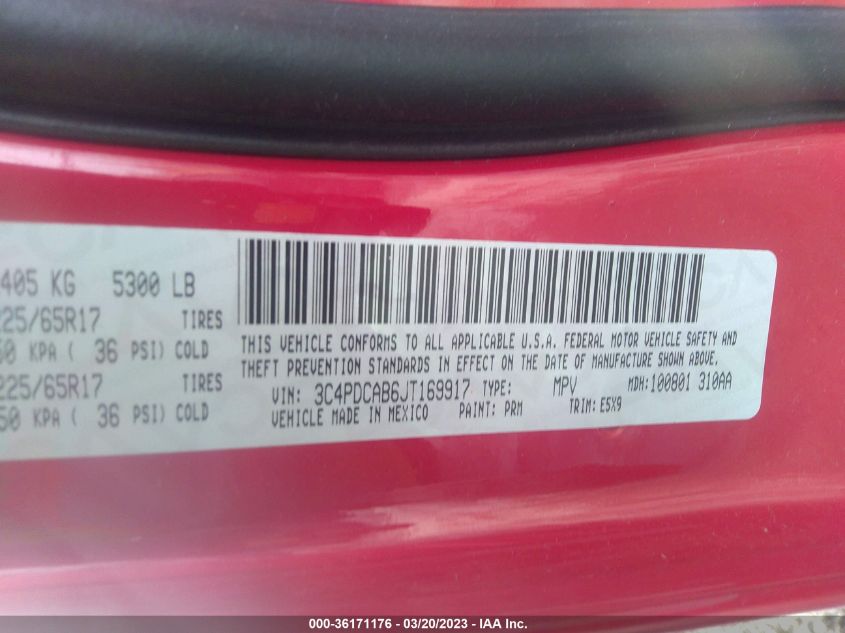 405 KG 5300 LB
225/65R17 TIRES
50 KPA ( 36 PSI) COLD
225/65R17 TIRES
50 KPA ( 36 PSI) COLD
THIS VEHICLE CONFORMS TO ALL APPLICABLE U.S.A. FEDERAL MOTOR VEHICLE SAFETY AND
THEFT PREVENTION STANDARDS IN EFFECT ON THE DATE OF MANUFACTURE SHOWN ABOVE.
VIN: 3C4PDCAB6JT169917 TYPE: MPV MDH:100801 310AA
VEHICLE MADE IN MEXICO PAINT: PRM TRIM: E5X9
000-36171176 | 03/20/2023 – IAA Inc.